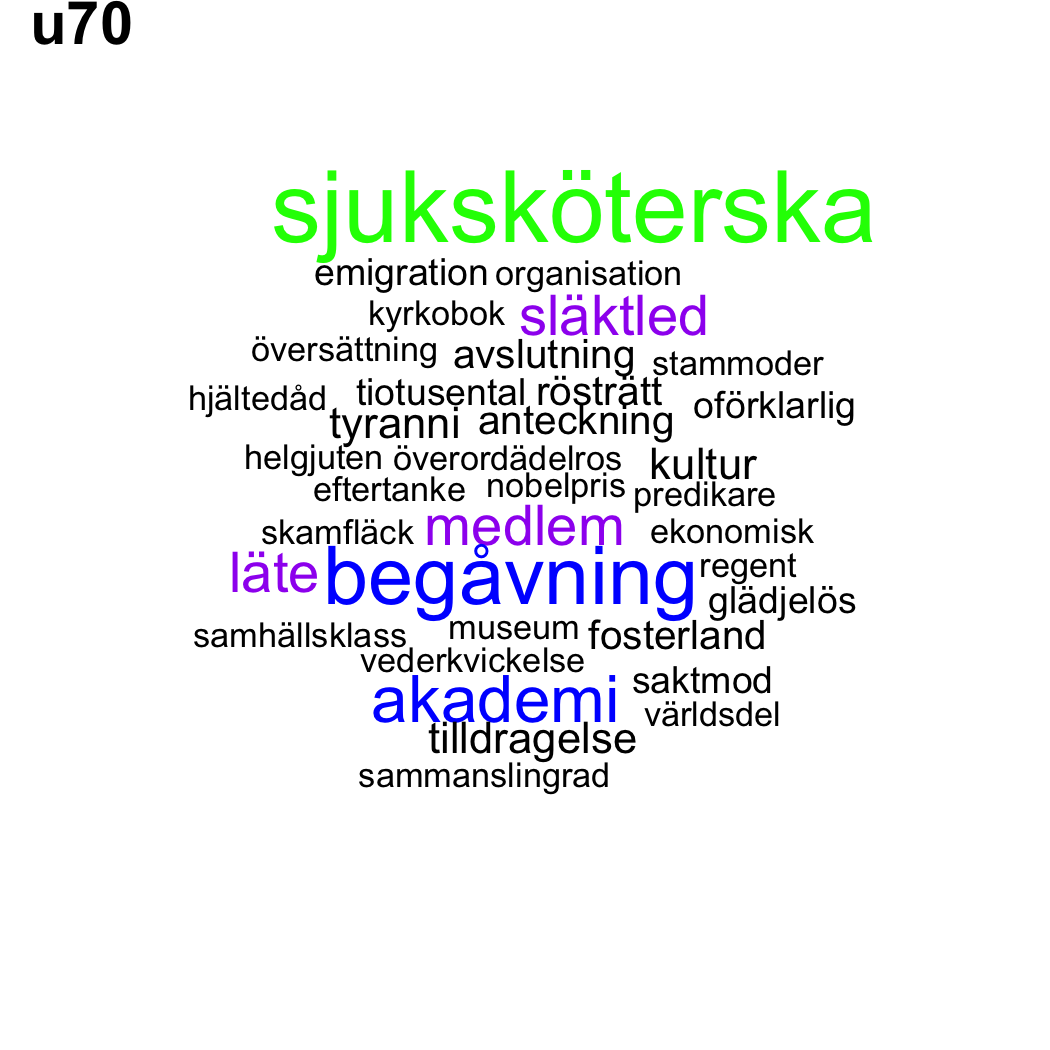 u70
sjuksköterska
emigration organisation
kyrkobok släktled
översättning avslutning stammoder
hjältedåd tiotusental rösträtt oförklarlig
tyranni anteckning
helgjuten överordädelros kultur
eftertanke nobelpris predikare
skamfläck medlem ekonomisk
läte begåvning regent
glädjelös
samhällsklass museum fosterland
vederkvickelse
akademi saktmod
världsdel
tilldragelse
sammanslingrad